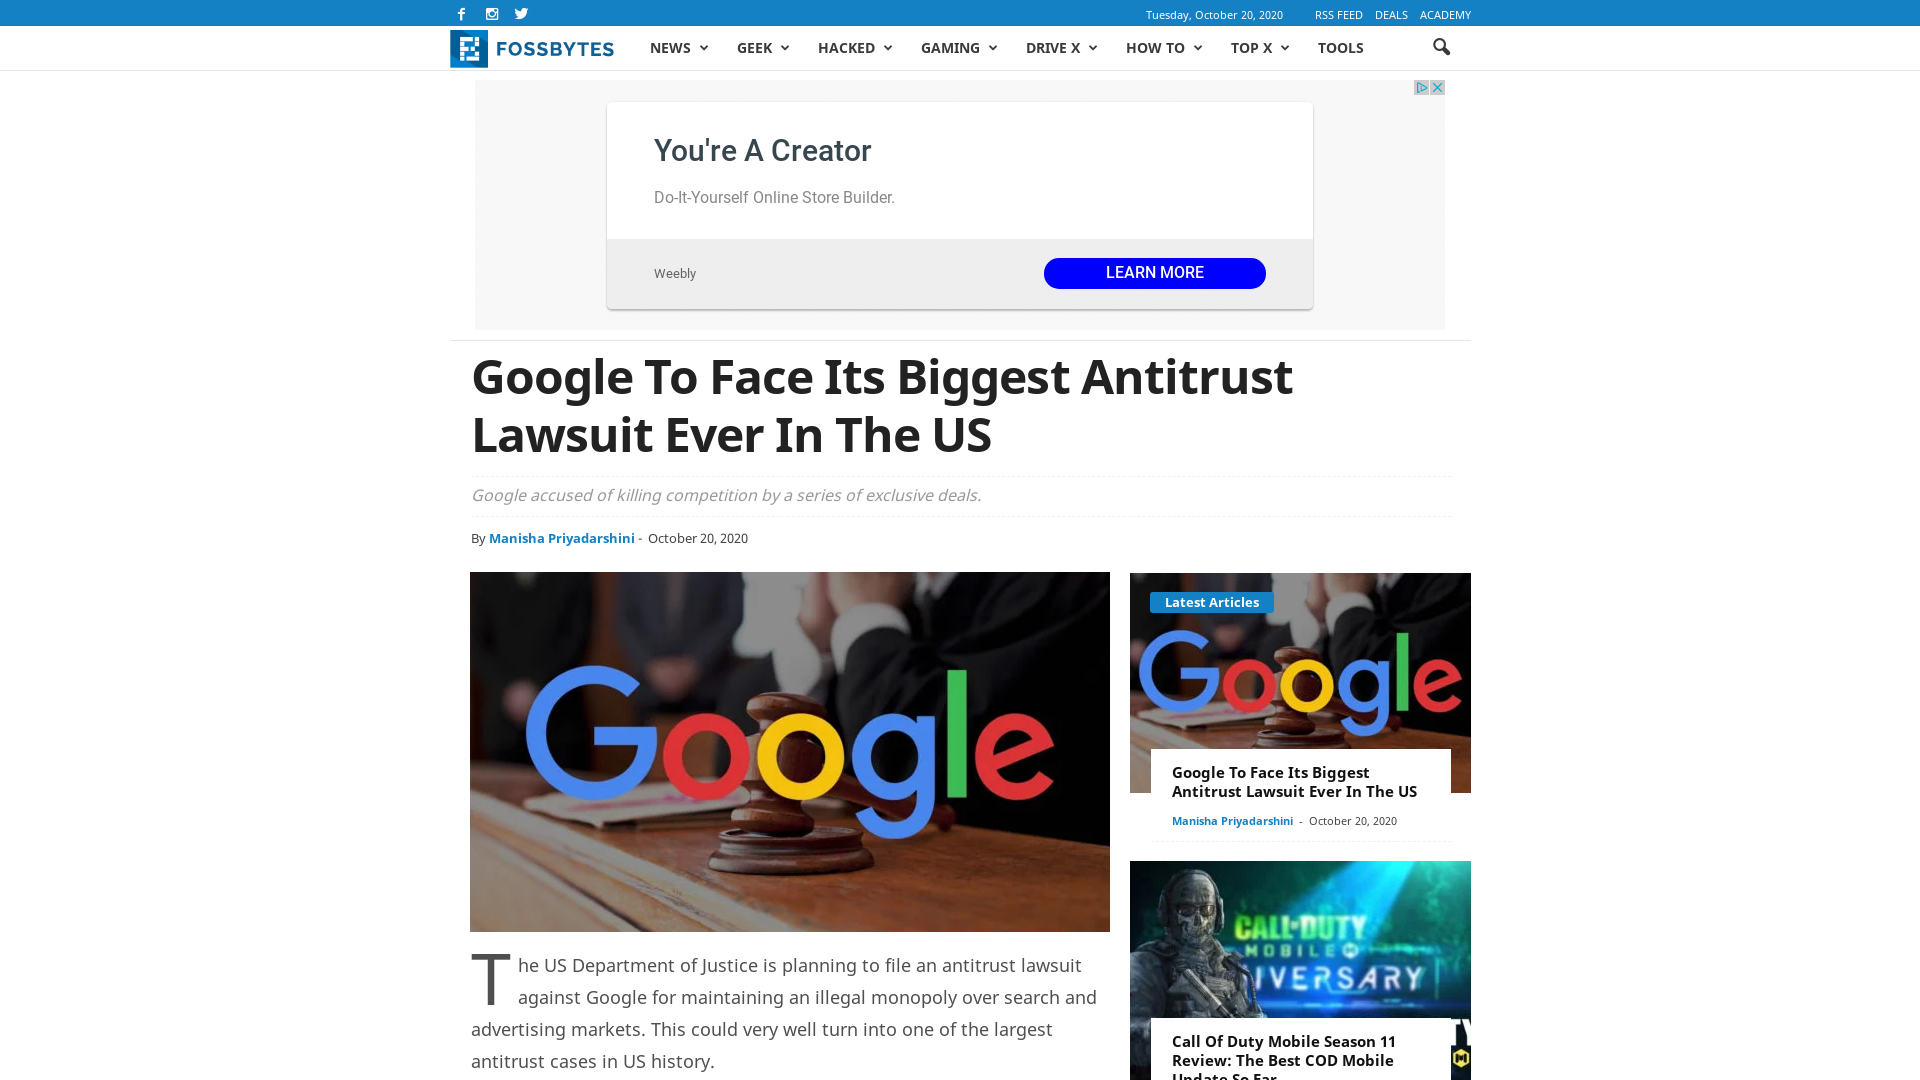 Tuesday, October 20, 2020 RSS FEED DEALS ACADEMY
FOSSBYTES NEWS GEEK HACKED GAMING DRIVE X HOW TO TOP X TOOLS
You're A Creator
Do-It-Yourself Online Store Builder.
Weebly LEARN MORE
Google To Face Its Biggest Antitrust
Lawsuit Ever In The US
Google accused of killing competition by a series of exclusive deals.
By Manisha Priyadarshini - October 20, 2020
Google
The US Department of Justice is planning to file an antitrust lawsuit
against Google for maintaining an illegal monopoly over search and
advertising markets. This could very well turn into one of the largest
antitrust cases in US history.
Latest Articles
Google
Google To Face Its Biggest
Antitrust Lawsuit Ever In The US
Manisha Priyadarshini - October 20, 2020
CALL OF DUTY
MOBILE
NIVERSARY
Call Of Duty Mobile Season 11
Review: The Best COD Mobile
Update So Far